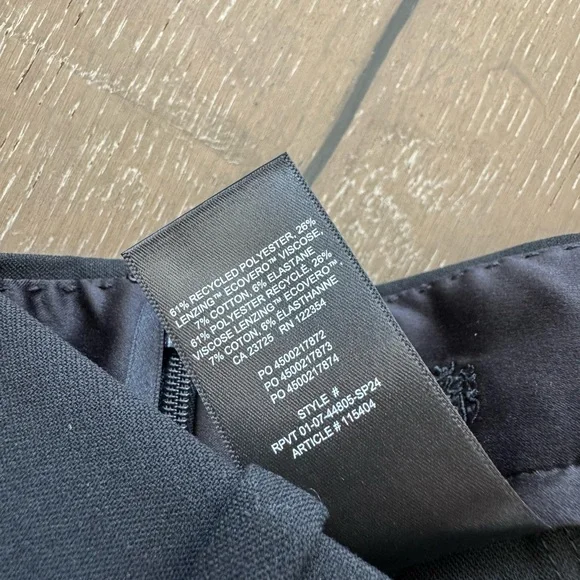 61% RECYCLED POLYESTER, 26%
LENZING™ ECOVERO™ VISCOSE,
7% COTTON, 6% ELASTANE
61% POLYESTER RECYCLÉ, 26%
VISCOSE LENZING™ ECOVERO™,
7% COTON, 6% ÉLASTHANNE
CA 23725 RN 122354
PO 4500217872
PO 4500217873
PO 4500217874
STYLE #
RPVT 01-07-44805-SP24
ARTICLE # 115404